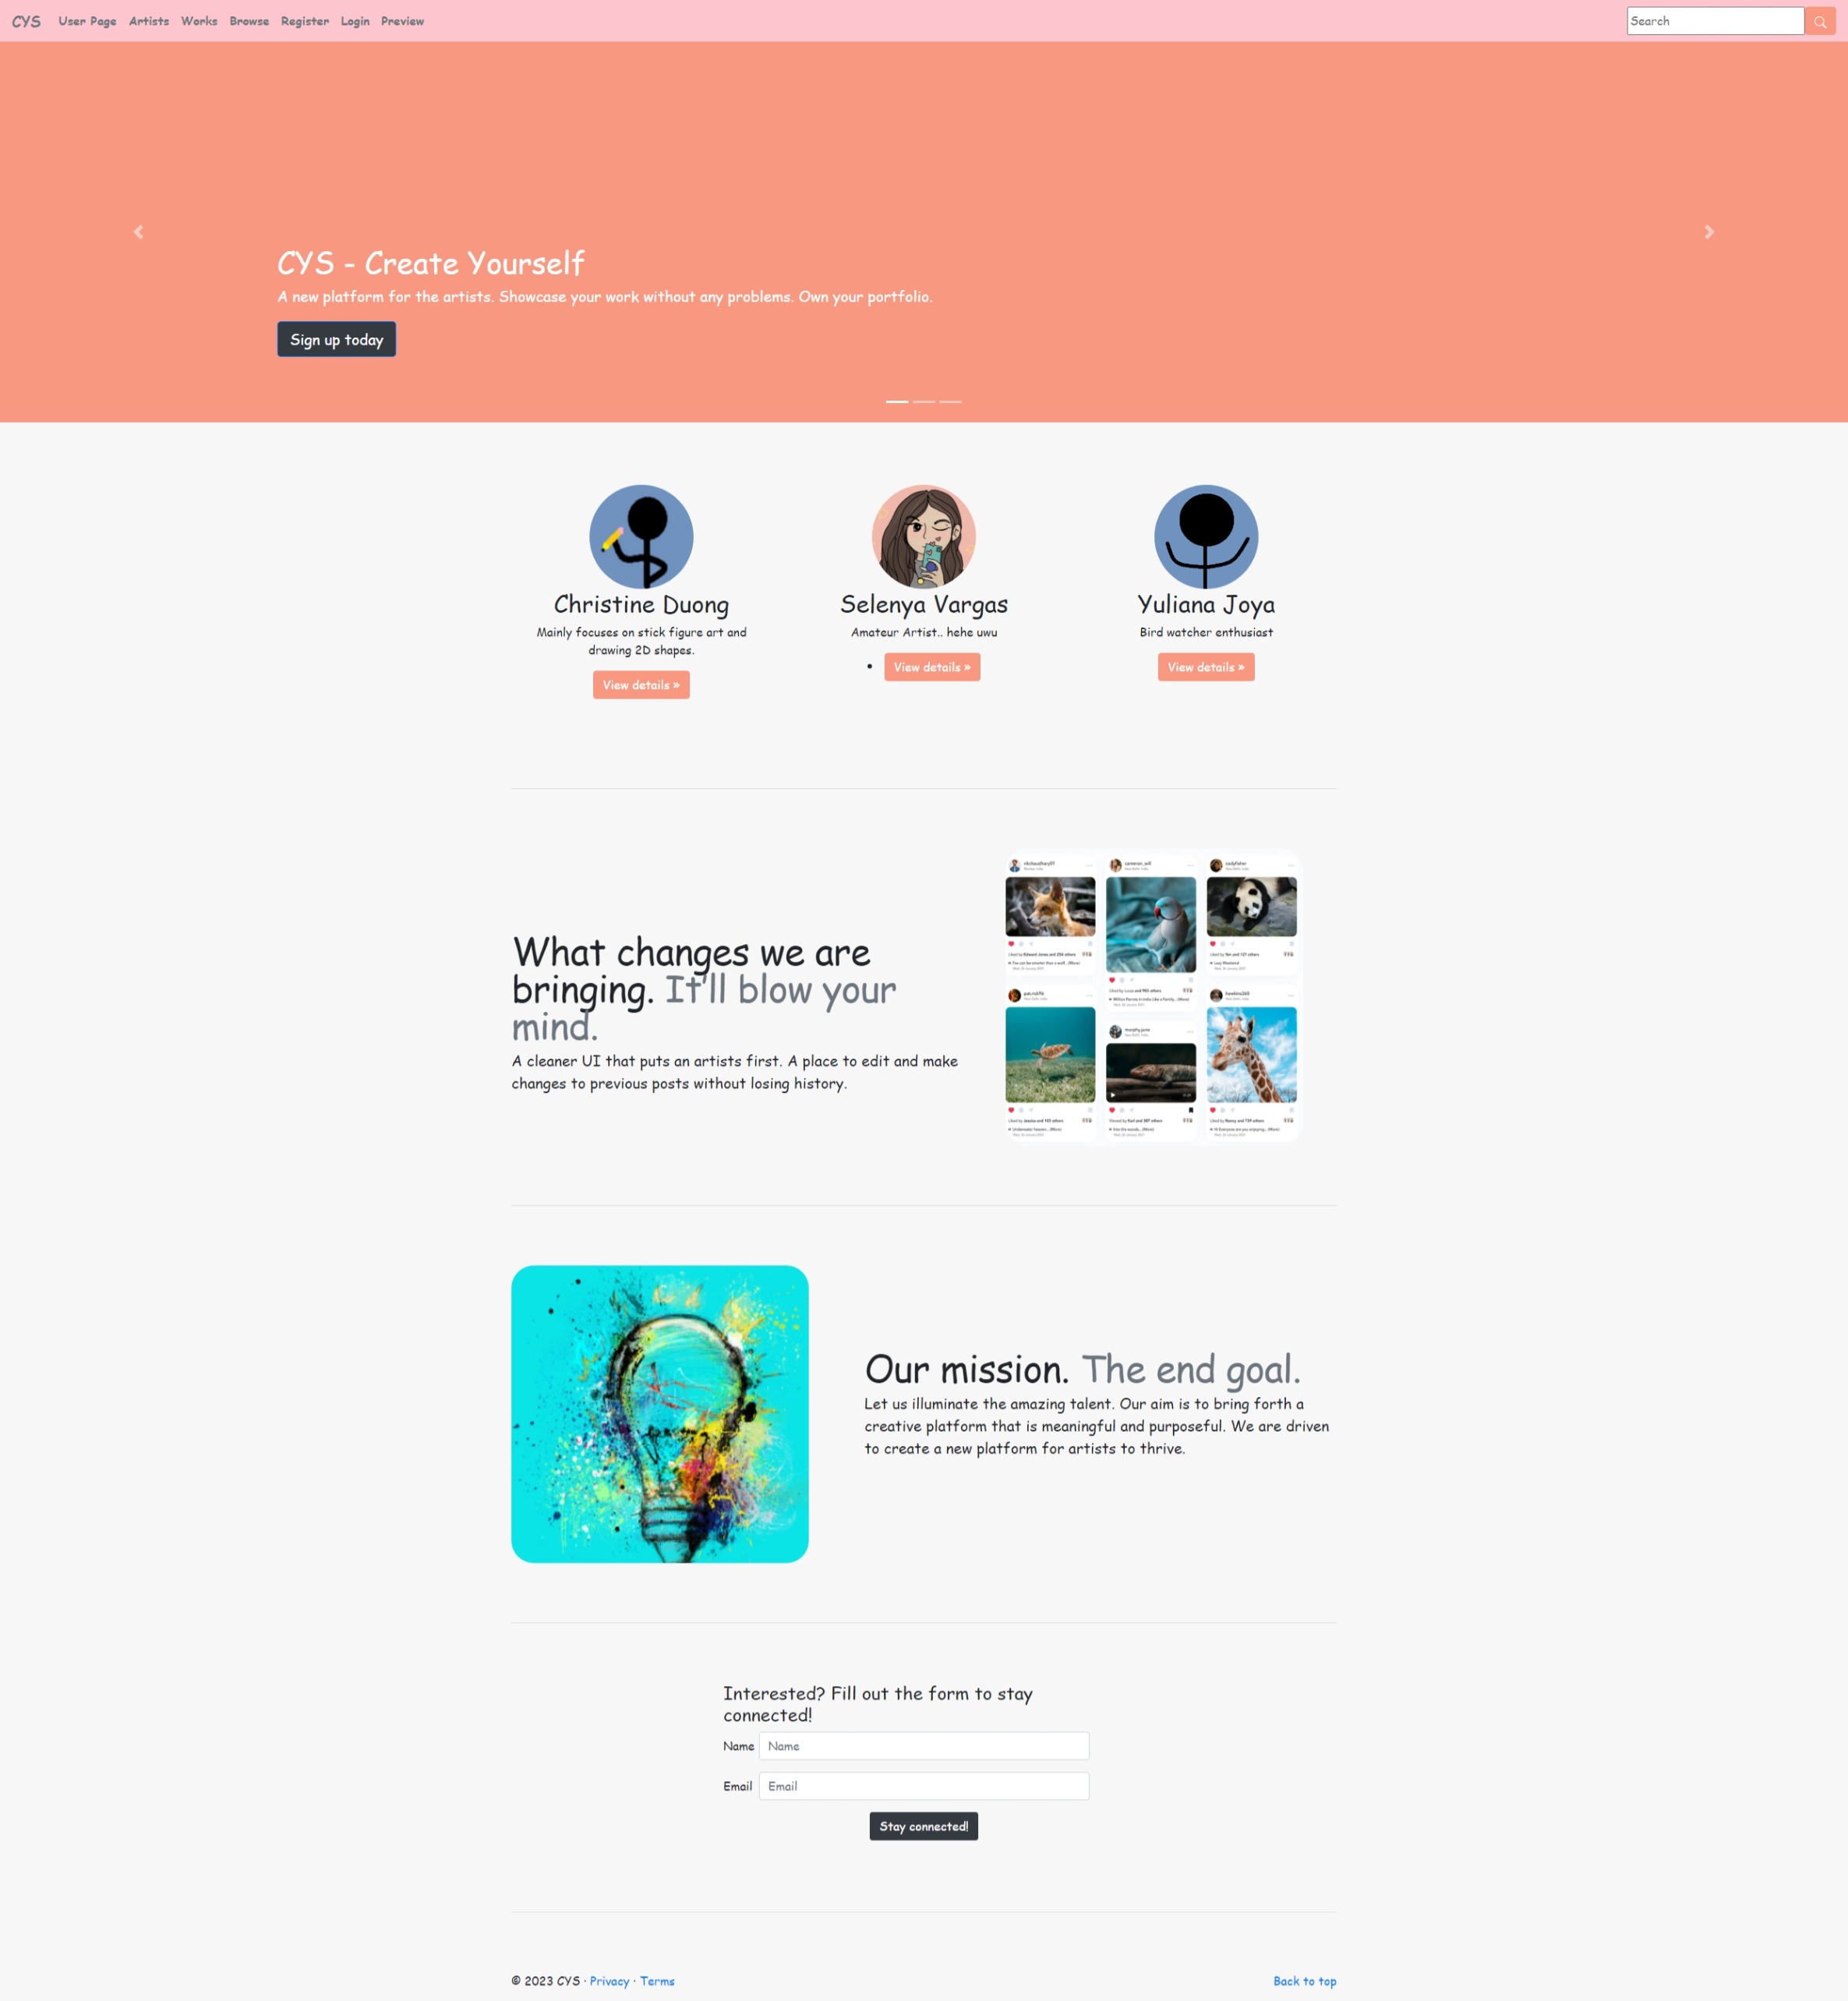 CYS User Page Artists Works Browse Register Login Preview Search
CYS - Create Yourself
A new platform for the artists. Showcase your work without any problems. Own your portfolio.
Sign up today
Christine Duong
Mainly focuses on stick figure art and
drawing 2D shapes.
View details »
Selenya Vargas
Amateur Artist.. hehe uwu
• View details »
Yuliana Joya
Bird watcher enthusiast
View details »
What changes we are
bringing. It'll blow your
mind.
A cleaner UI that puts an artists first. A place to edit and make
changes to previous posts without losing history.
Our mission. The end goal.
Let us illuminate the amazing talent. Our aim is to bring forth a
creative platform that is meaningful and purposeful. We are driven
to create a new platform for artists to thrive.
Interested? Fill out the form to stay
connected!
Name Name
Email Email
Stay connected!
© 2023 CYS · Privacy · Terms
Back to top